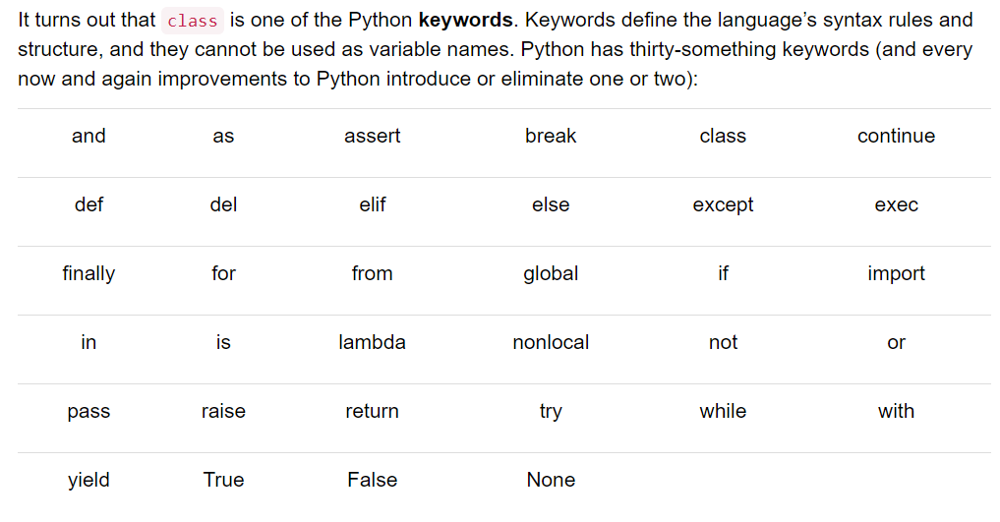 It turns out that class is one of the Python keywords. Keywords define the language’s syntax rules and
structure, and they cannot be used as variable names. Python has thirty-something keywords (and every
now and again improvements to Python introduce or eliminate one or two):
and as assert break class continue
def del elif else except exec
finally for from global if import
in is lambda nonlocal not or
pass raise return try while with
yield True False None